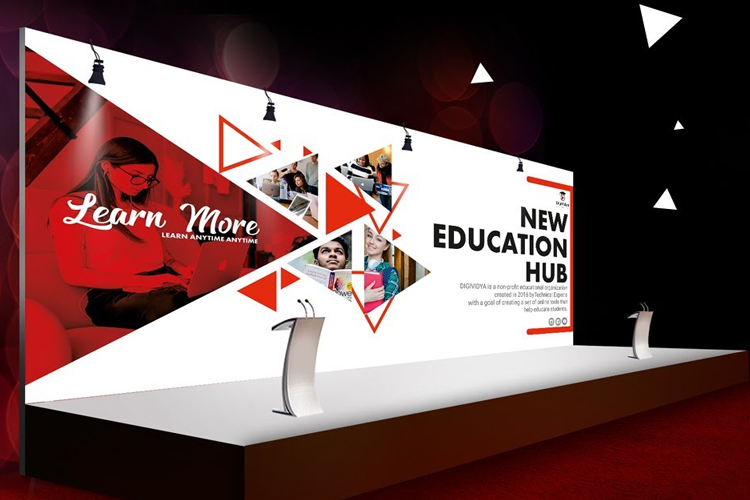 Learn More
LEARN ANYTIME ANYTIME
NEW
EDUCATION
HUB
DIGIVIDYA is a non-profit educational organization
created in 2016 by Technical Experts
with a goal of creating a set of online tools that
help educate students.